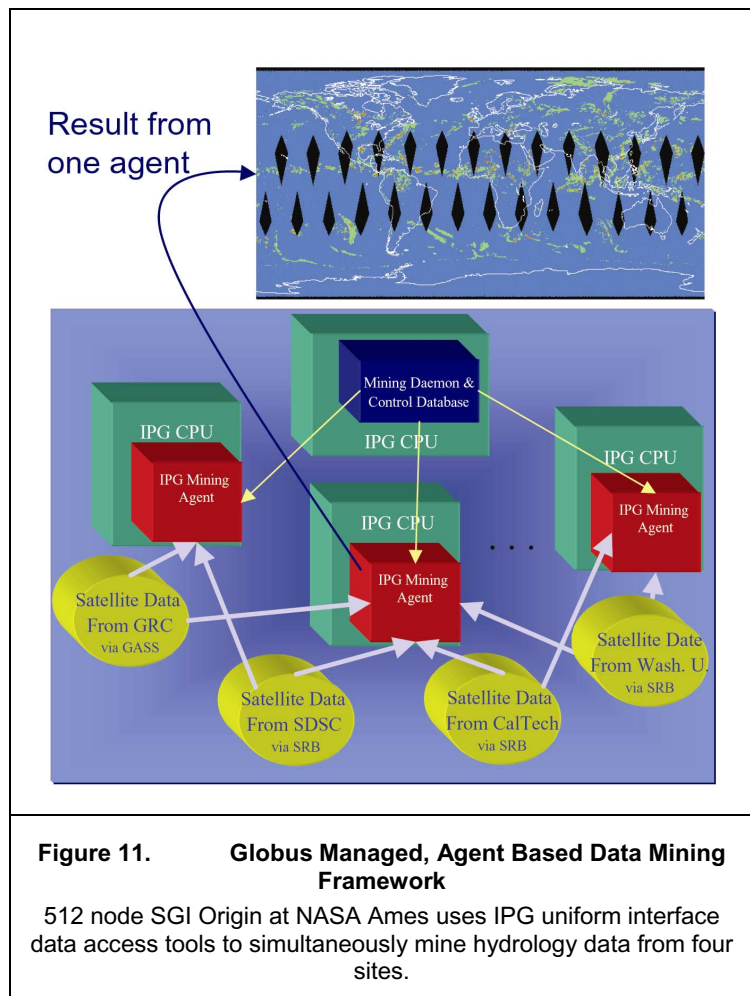 Result from
one agent
Mining Daemon &
Control Database
IPG CPU
IPG CPU
IPG Mining
Agent
IPG CPU
IPG Mining
Agent
IPG CPU
IPG Mining
Agent
. . .
Satellite Data
From GRC
via GASS
Satellite Data
From SDSC
via SRB
Satellite Data
From CalTech
via SRB
Satellite Date
From Wash. U.
via SRB
Figure 11. Globus Managed, Agent Based Data Mining
Framework
512 node SGI Origin at NASA Ames uses IPG uniform interface
data access tools to simultaneously mine hydrology data from four
sites.